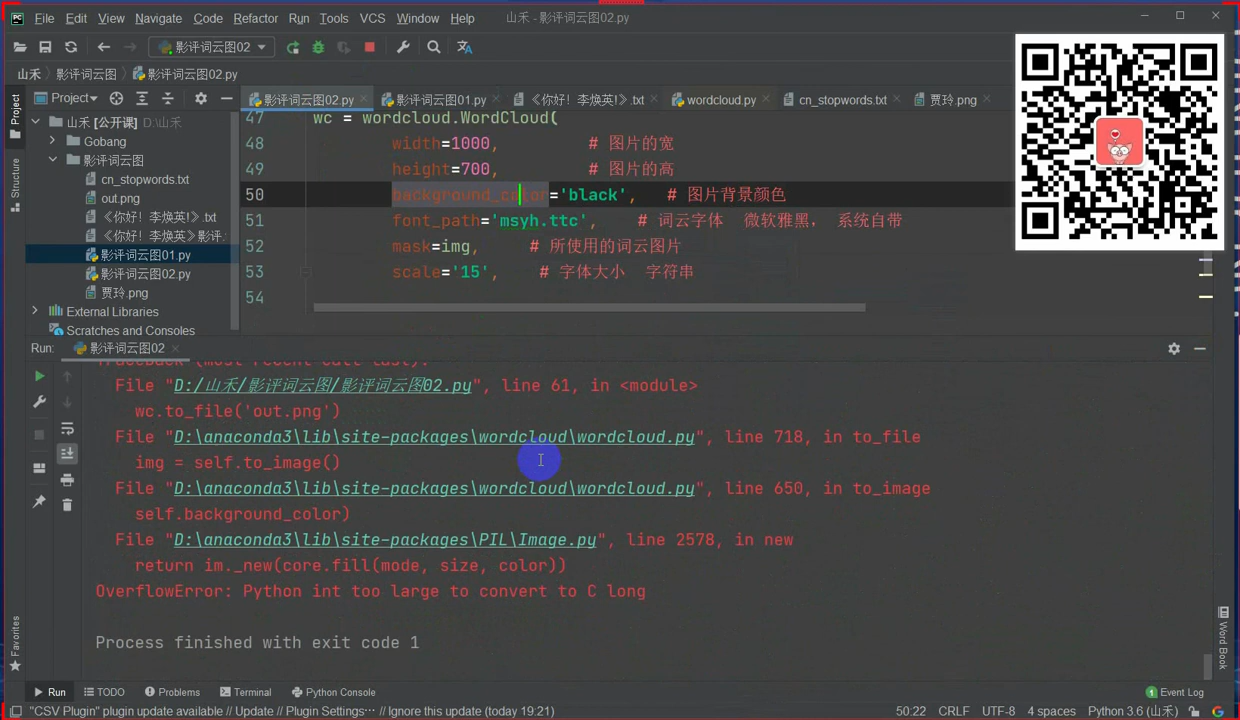 File Edit View Navigate Code Refactor Run Tools VCS Window Help 山禾 - 影评词云图02.py
影评词云图02
山禾 影评词云图 影评词云图02.py
Project 影评词云图02.py 影评词云图01.py 《你好！李焕英!》.txt wordcloud.py cn_stopwords.txt 贾玲.png
Project
Structure
Favorites
山禾 [公开课] D:\山禾
Gobang
影评词云图
cn_stopwords.txt
out.png
《你好！李焕英!》.txt
《你好！李焕英》影评
影评词云图01.py
影评词云图02.py
贾玲.png
External Libraries
Scratches and Consoles
47 wc = wordcloud.WordCloud(
48 width=1000, # 图片的宽
49 height=700, # 图片的高
50 background_color='black', # 图片背景颜色
51 font_path='msyh.ttc', # 词云字体 微软雅黑， 系统自带
52 mask=img, # 所使用的词云图片
53 scale='15', # 字体大小 字符串
54
Run: 影评词云图02
Traceback (most recent call last):
File "D:/山禾/影评词云图/影评词云图02.py", line 61, in <module>
wc.to_file('out.png')
File "D:\anaconda3\lib\site-packages\wordcloud\wordcloud.py", line 718, in to_file
img = self.to_image()
File "D:\anaconda3\lib\site-packages\wordcloud\wordcloud.py", line 650, in to_image
self.background_color)
File "D:\anaconda3\lib\site-packages\PIL\Image.py", line 2578, in new
return im._new(core.fill(mode, size, color))
OverflowError: Python int too large to convert to C long
Process finished with exit code 1
Word Book
Run TODO Problems Terminal Python Console 1 Event Log
"CSV Plugin" plugin update available // Update // Plugin Settings··· // Ignore this update (today 19:21) 50:22 CRLF UTF-8 4 spaces Python 3.6 (山禾)